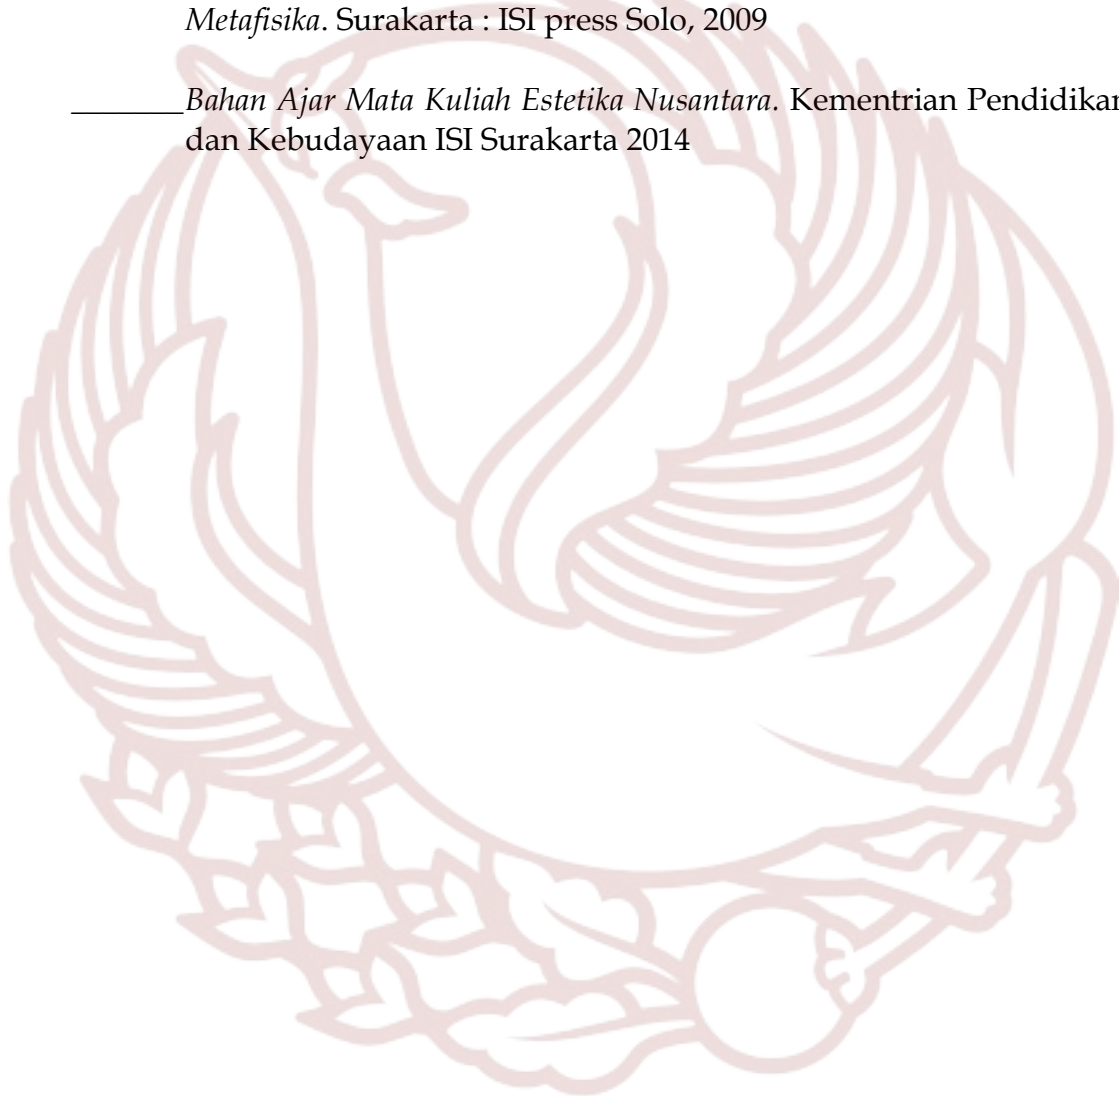 Metafisika. Surakarta : ISI press Solo, 2009
_______Bahan Ajar Mata Kuliah Estetika Nusantara. Kementrian Pendidikan
dan Kebudayaan ISI Surakarta 2014